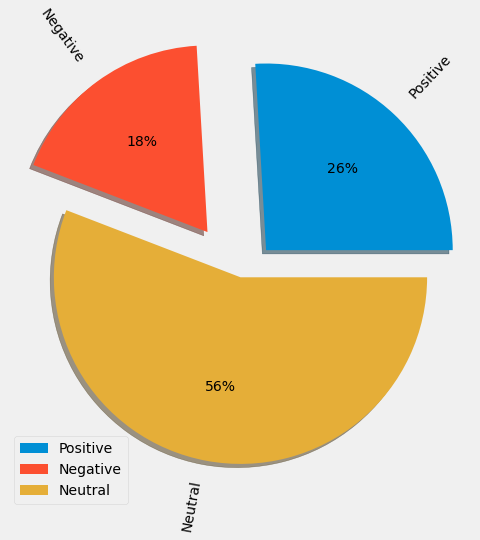 Negative
Positive
18%
26%
56%
Positive
Negative
Neutral
Neutral